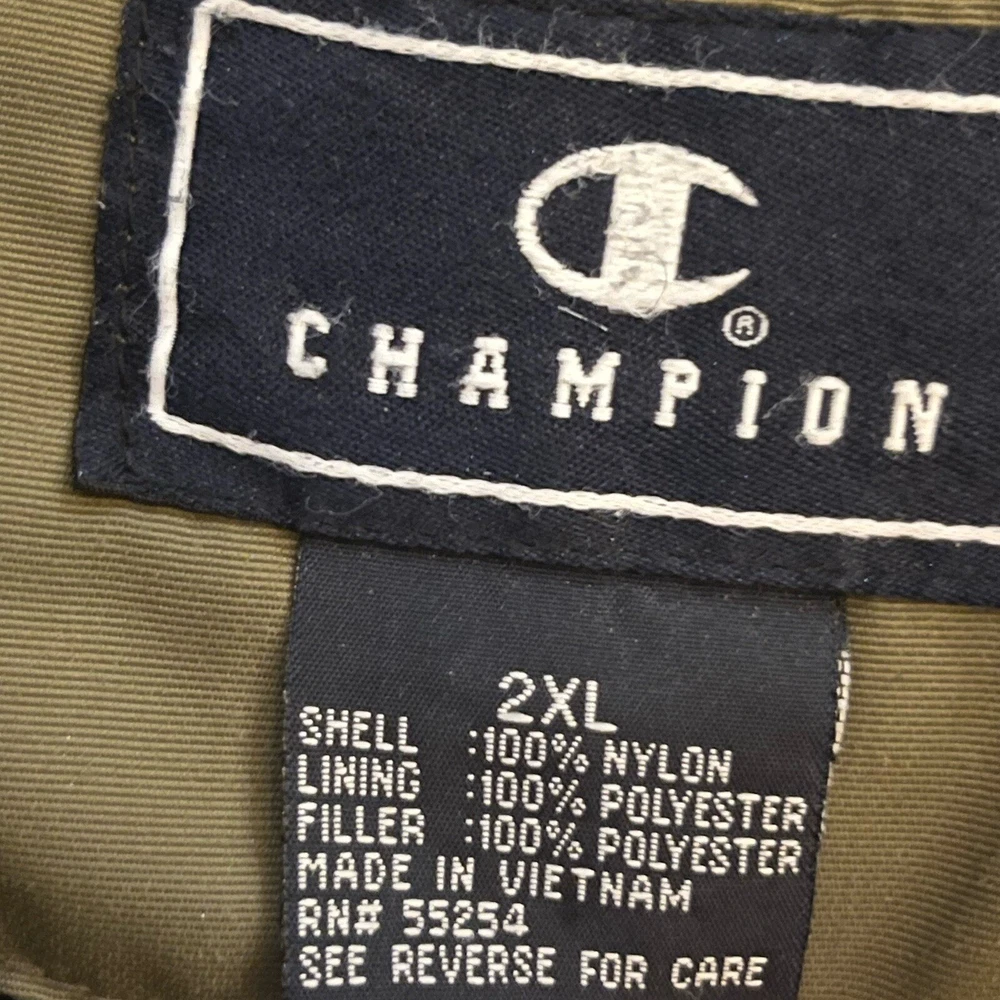 C ®
CHAMPION
2XL
SHELL :100% NYLON
LINING :100% POLYESTER
FILLER :100% POLYESTER
MADE IN VIETNAM
RN# 55254
SEE REVERSE FOR CARE